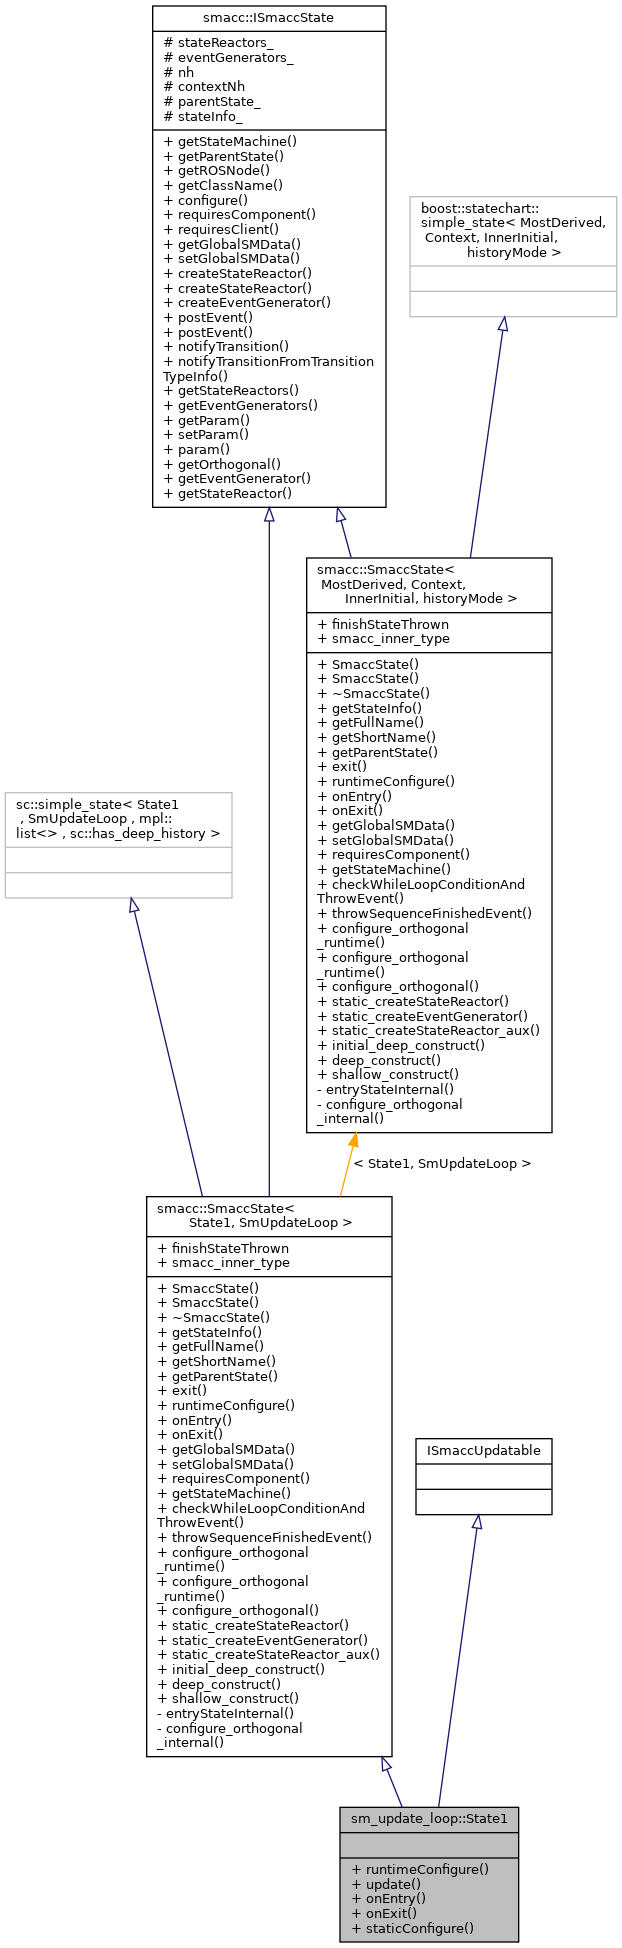 smacc::ISmaccState
# stateReactors_
# eventGenerators_
# nh
# contextNh
# parentState_
# stateInfo_
+ getStateMachine()
+ getParentState()
+ getROSNode()
+ getClassName()
+ configure()
+ requiresComponent()
+ requiresClient()
+ getGlobalSMData()
+ setGlobalSMData()
+ createStateReactor()
+ createStateReactor()
+ createEventGenerator()
+ postEvent()
+ postEvent()
+ notifyTransition()
+ notifyTransitionFromTransition
TypeInfo()
+ getStateReactors()
+ getEventGenerators()
+ getParam()
+ setParam()
+ param()
+ getOrthogonal()
+ getEventGenerator()
+ getStateReactor()
boost::statechart::
simple_state< MostDerived,
Context, InnerInitial,
historyMode >
smacc::SmaccState<
MostDerived, Context,
InnerInitial, historyMode >
+ finishStateThrown
+ smacc_inner_type
+ SmaccState()
+ SmaccState()
+ ~SmaccState()
+ getStateInfo()
+ getFullName()
+ getShortName()
+ getParentState()
+ exit()
+ runtimeConfigure()
+ onEntry()
+ onExit()
+ getGlobalSMData()
+ setGlobalSMData()
+ requiresComponent()
+ getStateMachine()
+ checkWhileLoopConditionAnd
ThrowEvent()
+ throwSequenceFinishedEvent()
+ configure_orthogonal
_runtime()
+ configure_orthogonal
_runtime()
+ configure_orthogonal()
+ static_createStateReactor()
+ static_createEventGenerator()
+ static_createStateReactor_aux()
+ initial_deep_construct()
+ deep_construct()
+ shallow_construct()
- entryStateInternal()
- configure_orthogonal
_internal()
sc::simple_state< State1
, SmUpdateLoop , mpl::
list<> , sc::has_deep_history >
< State1, SmUpdateLoop >
smacc::SmaccState<
State1, SmUpdateLoop >
+ finishStateThrown
+ smacc_inner_type
+ SmaccState()
+ SmaccState()
+ ~SmaccState()
+ getStateInfo()
+ getFullName()
+ getShortName()
+ getParentState()
+ exit()
+ runtimeConfigure()
+ onEntry()
+ onExit()
+ getGlobalSMData()
+ setGlobalSMData()
+ requiresComponent()
+ getStateMachine()
+ checkWhileLoopConditionAnd
ThrowEvent()
+ throwSequenceFinishedEvent()
+ configure_orthogonal
_runtime()
+ configure_orthogonal
_runtime()
+ configure_orthogonal()
+ static_createStateReactor()
+ static_createEventGenerator()
+ static_createStateReactor_aux()
+ initial_deep_construct()
+ deep_construct()
+ shallow_construct()
- entryStateInternal()
- configure_orthogonal
_internal()
ISmaccUpdatable
sm_update_loop::State1
+ runtimeConfigure()
+ update()
+ onEntry()
+ onExit()
+ staticConfigure()